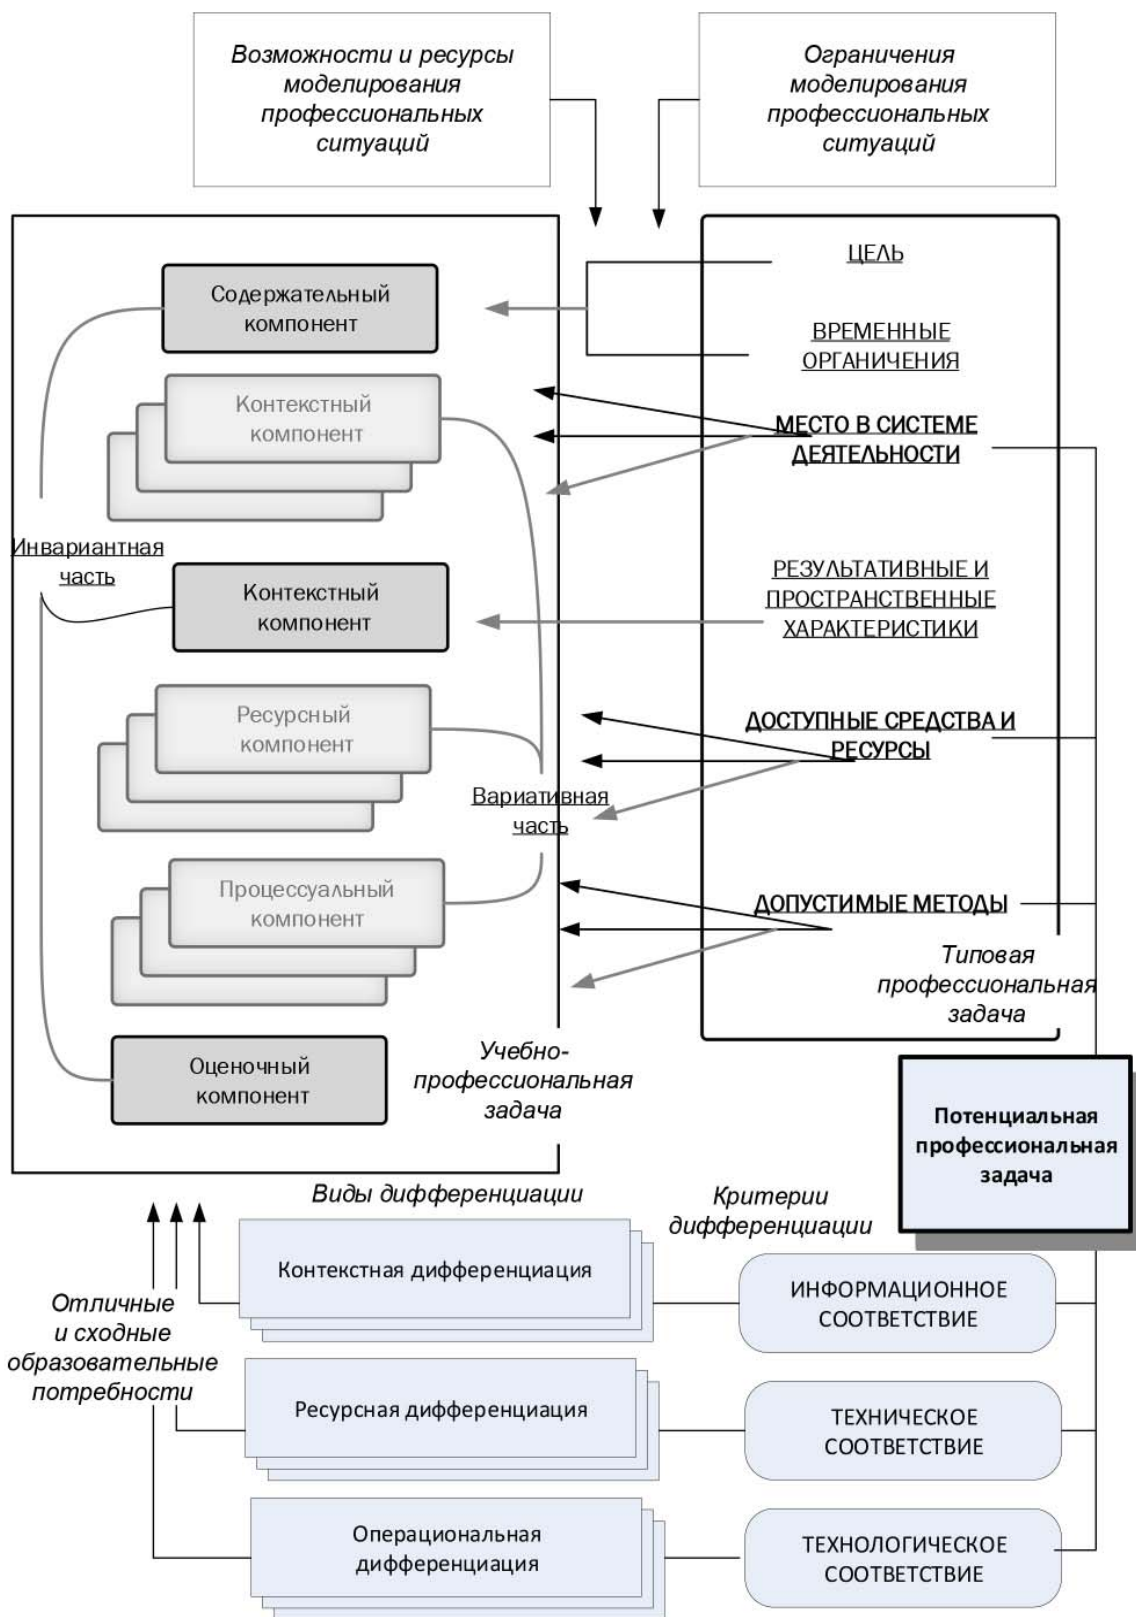 Возможности и ресурсы
моделирования
профессиональных
ситуаций
Ограничения
моделирования
профессиональных
ситуаций
Содержательный
компонент
Контекстный
компонент
Инвариантная
часть
Контекстный
компонент
Ресурсный
компонент
Вариативная
часть
Процессуальный
компонент
Оценочный
компонент
Учебно-
профессиональная
задача
ЦЕЛЬ
ВРЕМЕННЫЕ
ОРГАНИЧЕНИЯ
МЕСТО В СИСТЕМЕ
ДЕЯТЕЛЬНОСТИ
РЕЗУЛЬТАТИВНЫЕ И
ПРОСТРАНСТВЕННЫЕ
ХАРАКТЕРИСТИКИ
ДОСТУПНЫЕ СРЕДСТВА И
РЕСУРСЫ
ДОПУСТИМЫЕ МЕТОДЫ
Типовая
профессиональная
задача
Потенциальная
профессиональная
задача
Виды дифференциации
Критерии
дифференциации
Отличные
и сходные
образовательные
потребности
Контекстная дифференциация
ИНФОРМАЦИОННОЕ
СООТВЕТСТВИЕ
Ресурсная дифференциация
ТЕХНИЧЕСКОЕ
СООТВЕТСТВИЕ
Операциональная
дифференциация
ТЕХНОЛОГИЧЕСКОЕ
СООТВЕТСТВИЕ